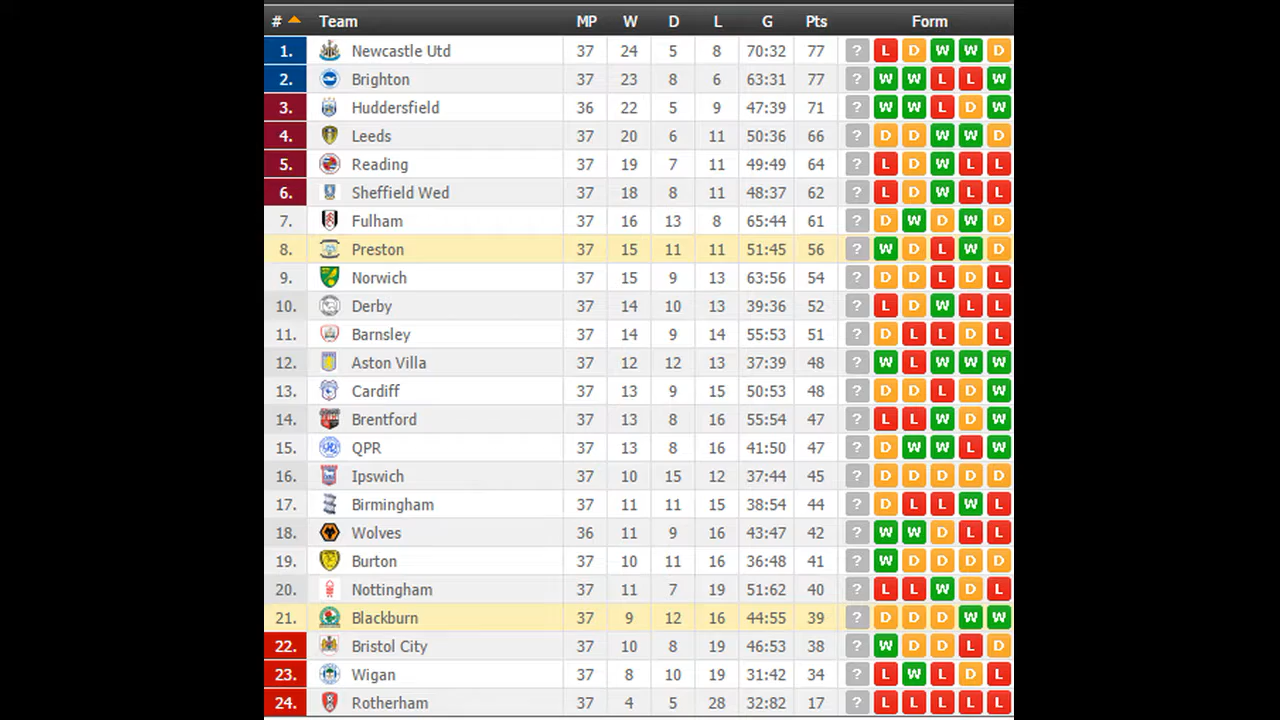 # Team MP W D L G Pts Form
1. Newcastle Utd 37 24 5 8 70:32 77 ? L D W W D
2. Brighton 37 23 8 6 63:31 77 ? W W L L W
3. Huddersfield 36 22 5 9 47:39 71 ? W W L D W
4. Leeds 37 20 6 11 50:36 66 ? D D W W D
5. Reading 37 19 7 11 49:49 64 ? L D W L L
6. Sheffield Wed 37 18 8 11 48:37 62 ? L D W L L
7. Fulham 37 16 13 8 65:44 61 ? D W D W D
8. Preston 37 15 11 11 51:45 56 ? W D L W D
9. Norwich 37 15 9 13 63:56 54 ? D D L D L
10. Derby 37 14 10 13 39:36 52 ? L D W L L
11. Barnsley 37 14 9 14 55:53 51 ? D L L D L
12. Aston Villa 37 12 12 13 37:39 48 ? W L W W W
13. Cardiff 37 13 9 15 50:53 48 ? D D L D W
14. Brentford 37 13 8 16 55:54 47 ? L L W D W
15. QPR 37 13 8 16 41:50 47 ? D W W L W
16. Ipswich 37 10 15 12 37:44 45 ? D D D D D
17. Birmingham 37 11 11 15 38:54 44 ? D L L W L
18. Wolves 36 11 9 16 43:47 42 ? W W D L L
19. Burton 37 10 11 16 36:48 41 ? W D D D D
20. Nottingham 37 11 7 19 51:62 40 ? L L W D L
21. Blackburn 37 9 12 16 44:55 39 ? D D D W W
22. Bristol City 37 10 8 19 46:53 38 ? W D D L D
23. Wigan 37 8 10 19 31:42 34 ? L W L D L
24. Rotherham 37 4 5 28 32:82 17 ? L L L L L